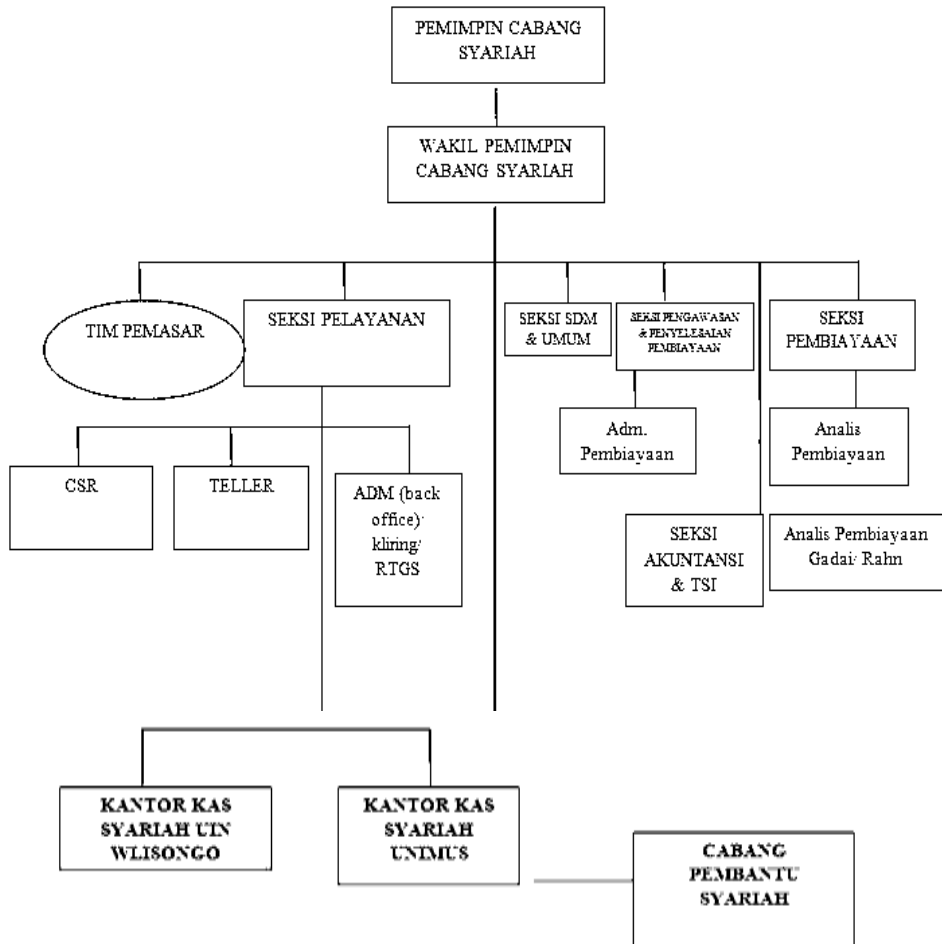 PEMIMPIN CABANG
SYARIAH
WAKIL PEMIMPIN
CABANG SYARIAH
TIM PEMASAR
SEKSI PELAYANAN
SEKSI SDM
& UMUM
SEKSI PENGAWASAN
& PENYELESAIAN
PEMBIAYAAN
SEKSI
PEMBIAYAAN
Adm.
Pembiayaan
Analis
Pembiayaan
CSR
TELLER
ADM (back
office)/
kliring/
RTGS
SEKSI
AKUNTANSI
& TSI
Analis Pembiayaan
Gadai/ Rahn
KANTOR KAS
SYARIAH UIN
WLISONGO
KANTOR KAS
SYARIAH
UNIMUS
CABANG
PEMBANTU
SYARIAH